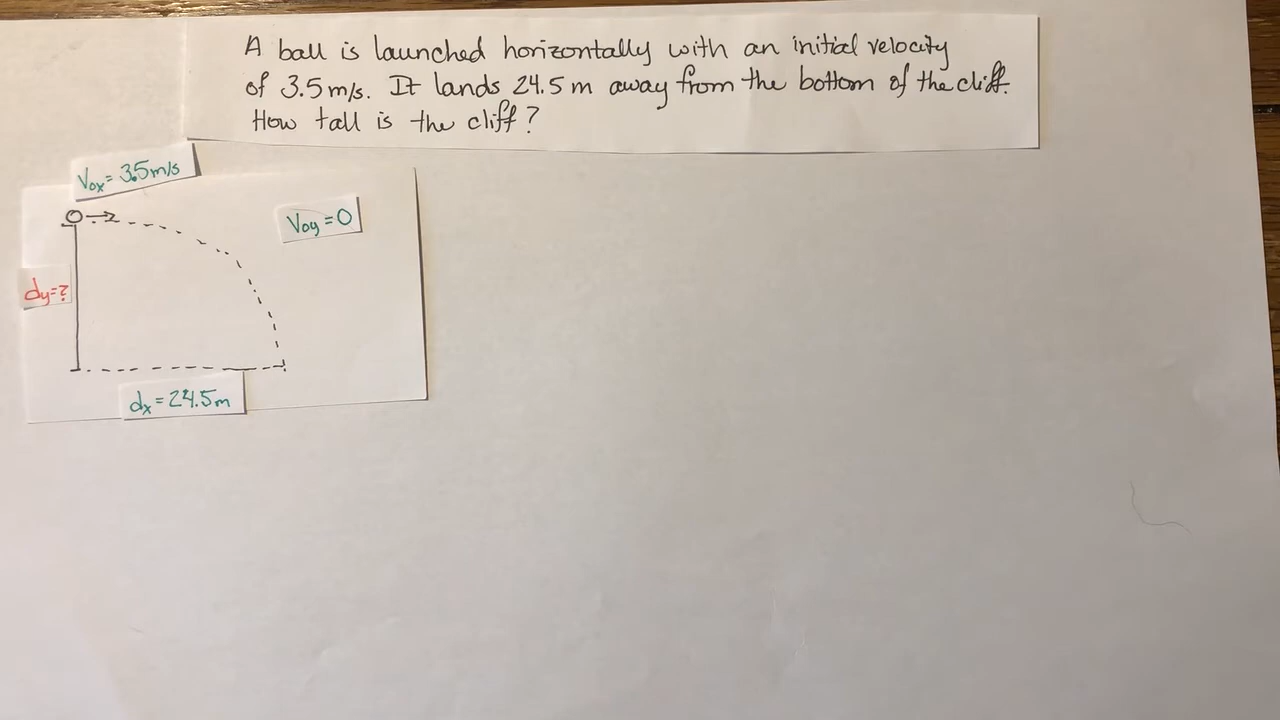 A ball is launched horizontally with an initial velocity
of 3.5 m/s. It lands 24.5 m away from the bottom of the cliff.
How tall is the cliff?
Vox = 3.5 m/s
Voy = 0
dy = ?
dx = 24.5 m